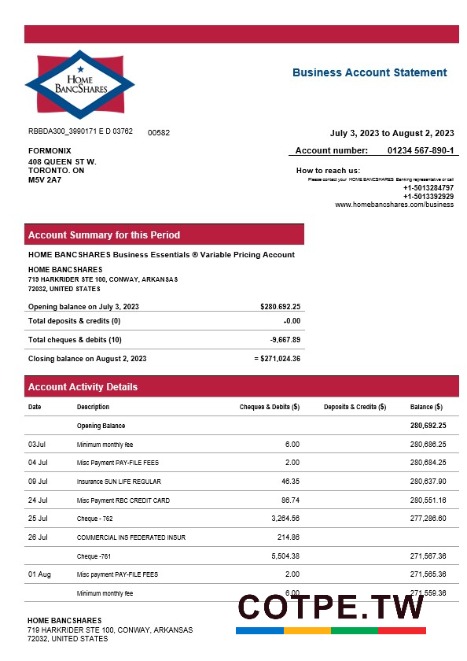 HOME
BANCSHARES
Business Account Statement
RBBDA300_3990171 E D 03762 00582
July 3, 2023 to August 2, 2023
FORMONIX
408 QUEEN ST W.
TORONTO. ON
M5V 2A7
Account number: 01234 567-890-1
How to reach us:
Please contact your HOME BANCSHARES Banking representative or call
+1-5013284797
+1-5013392929
www.homebancshares.com/business
Account Summary for this Period
HOME BANCSHARES Business Essentials ® Variable Pricing Account
HOME BANCSHARES
719 HARKRIDER STE 100, CONWAY, ARKANSAS
72032, UNITED STATES
Opening balance on July 3, 2023 $280.692.25
Total deposits & credits (0) -0.00
Total cheques & debits (10) -9,667.89
Closing balance on August 2, 2023 = $271,024.36
Account Activity Details
Date Description Cheques & Debits ($) Deposits & Credits ($) Balance ($)
Opening Balance 280,692.25
03Jul Minimum monthly fee 6.00 280,686.25
04 Jul Misc Payment PAY-FILE FEES 2.00 280,684.25
09 Jul Insurance SUN LIFE REGULAR 46.35 280,637.90
24 Jul Misc Payment RBC CREDIT CARD 86.74 280,551.16
25 Jul Cheque - 762 3,264.56 277,286.60
26 Jul COMMERCIAL INS FEDERATED INSUR 214.86
Cheque -761 5,504.38 271,567.36
01 Aug Misc payment PAY-FILE FEES 2.00 271,565.36
Minimum monthly fee 6.00 271,559.36
COTPE.TW
HOME BANCSHARES
719 HARKRIDER STE 100, CONWAY, ARKANSAS
72032, UNITED STATES